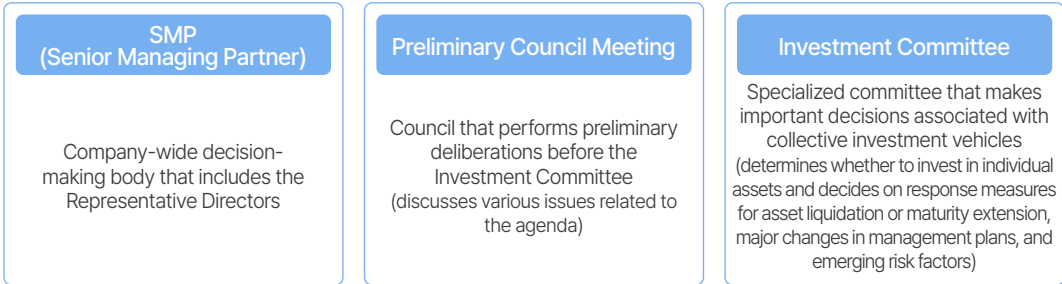 SMP
(Senior Managing Partner)
Company-wide decision-
making body that includes the
Representative Directors
Preliminary Council Meeting
Council that performs preliminary
deliberations before the
Investment Committee
(discusses various issues related to
the agenda)
Investment Committee
Specialized committee that makes
important decisions associated with
collective investment vehicles
(determines whether to invest in individual
assets and decides on response measures
for asset liquidation or maturity extension,
major changes in management plans, and
emerging risk factors)